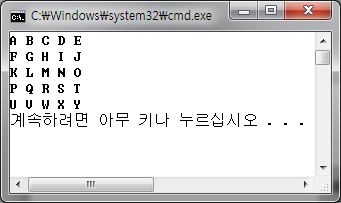 C:₩Windows₩system32₩cmd.exe
A B C D E
F G H I J
K L M N O
P Q R S T
U V W X Y
계속하려면 아무 키나 누르십시오 . . .